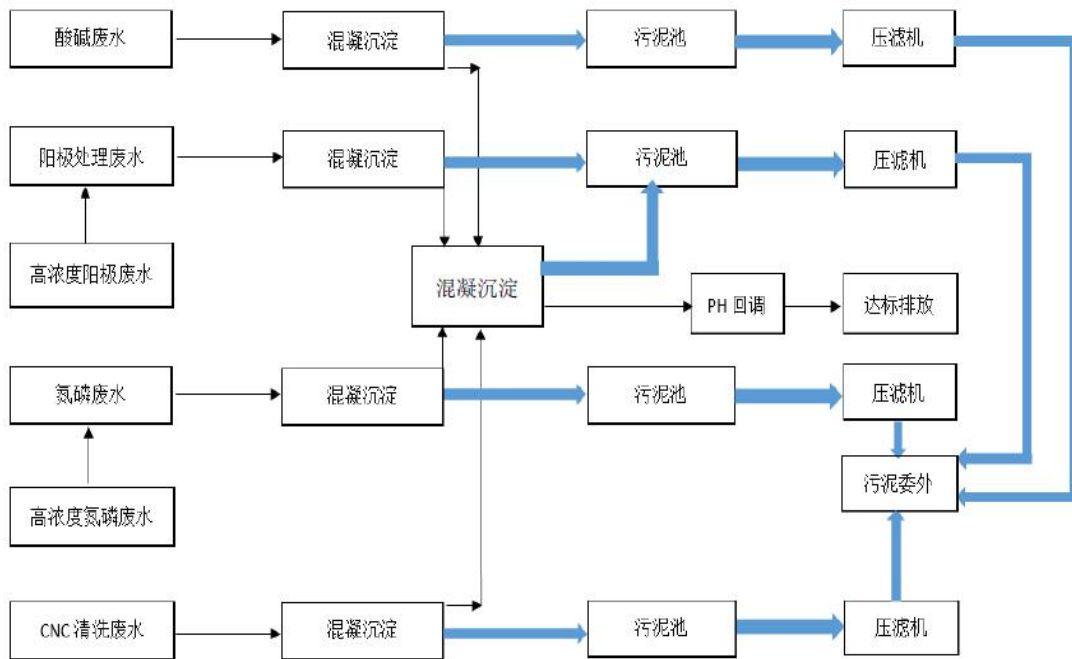 酸碱废水
混凝沉淀
污泥池
压滤机
阳极处理废水
混凝沉淀
污泥池
压滤机
高浓度阳极废水
混凝沉淀
PH 回调
达标排放
氮磷废水
混凝沉淀
污泥池
压滤机
污泥委外
高浓度氮磷废水
CNC 清洗废水
混凝沉淀
污泥池
压滤机